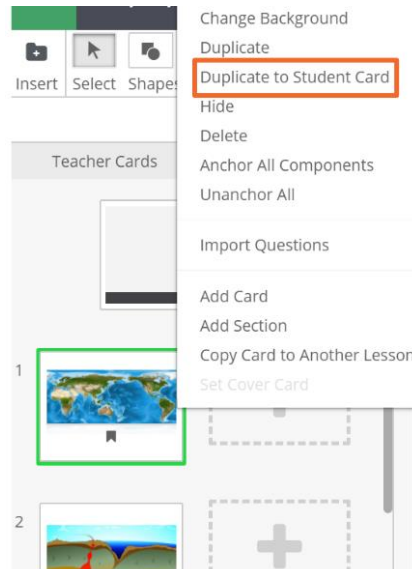 Change Background
Duplicate
Insert Select Shapes
Duplicate to Student Card
Hide
Delete
Teacher Cards
Anchor All Components
Unanchor All
Import Questions
Add Card
Add Section
Copy Card to Another Lesson
Set Cover Card
1
2